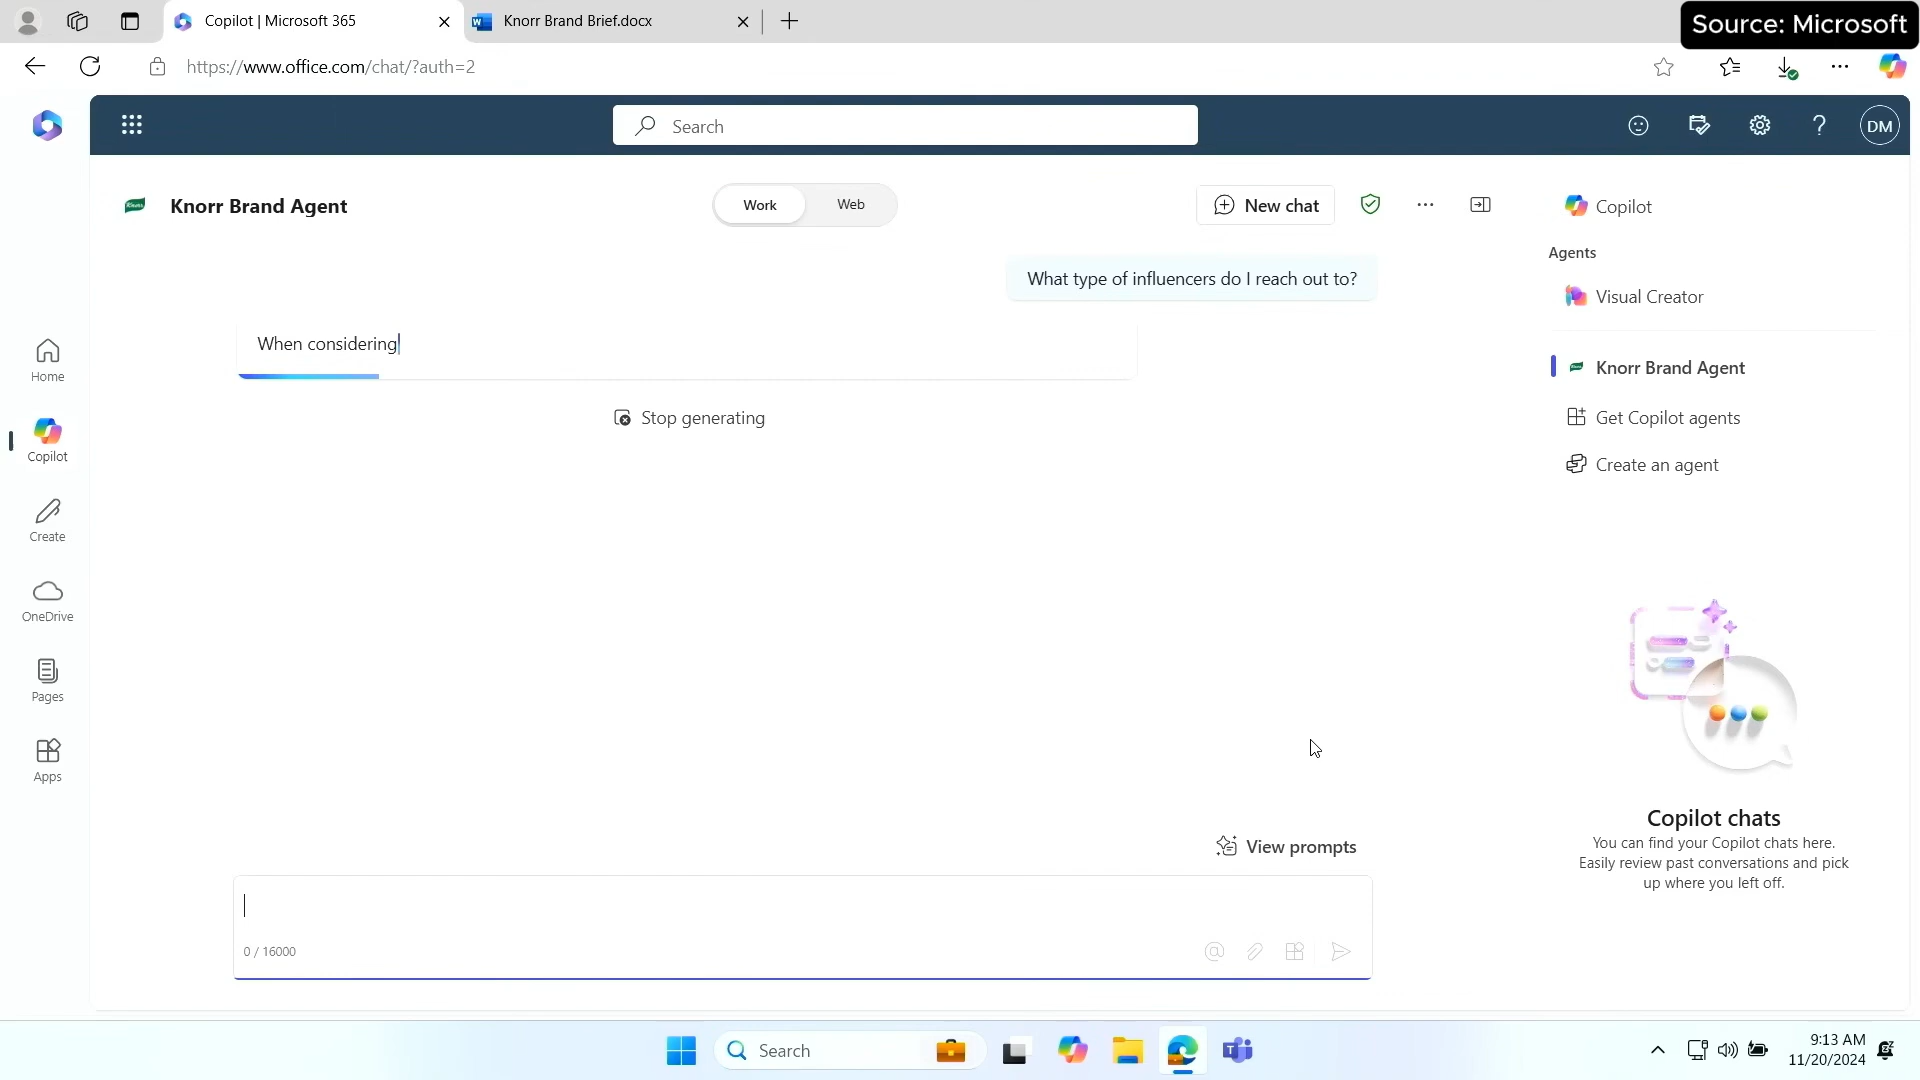 Copilot | Microsoft 365
Knorr Brand Brief.docx
Source: Microsoft
https://www.office.com/chat/?auth=2
Search
DM
Knorr
Knorr Brand Agent
Work
Web
New chat
Copilot
Agents
What type of influencers do I reach out to?
Visual Creator
When considering
Knorr Brand Agent
Stop generating
Get Copilot agents
Create an agent
Home
Copilot
Create
OneDrive
Pages
Apps
Copilot chats
You can find your Copilot chats here.
Easily review past conversations and pick
up where you left off.
View prompts
0 / 16000
Search
9:13 AM
11/20/2024